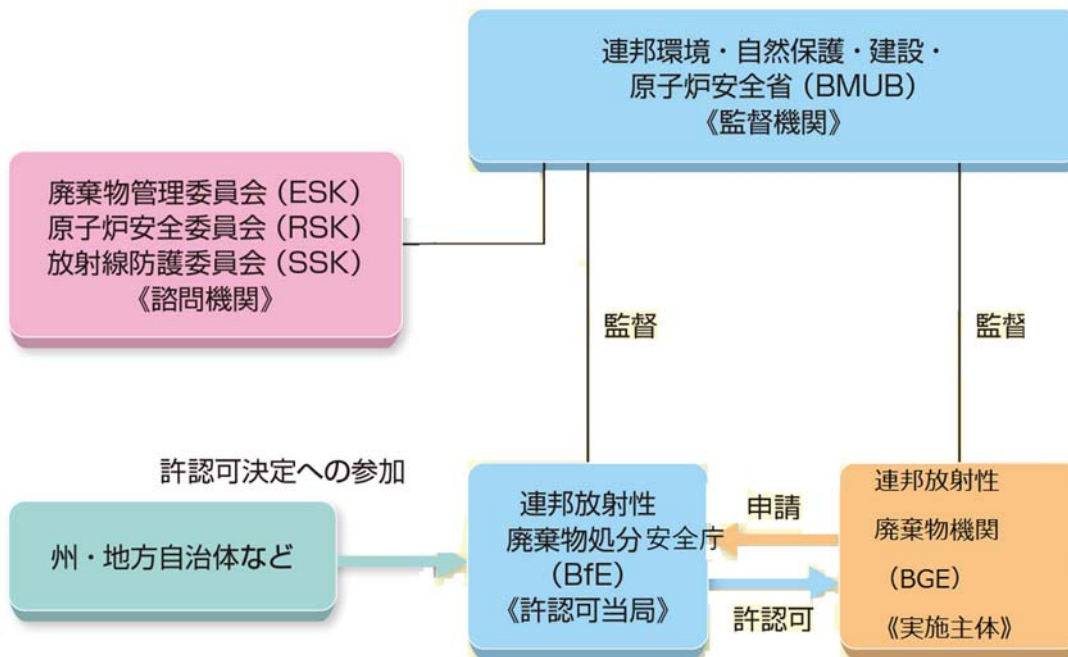 連邦環境・自然保護・建設・
原子炉安全省（BMUB）
《監督機関》
廃棄物管理委員会（ESK）
原子炉安全委員会（RSK）
放射線防護委員会（SSK）
《諮問機関》
監督
監督
許認可決定への参加
州・地方自治体など
連邦放射性
廃棄物処分安全庁
（BfE）
《許認可当局》
申請
許認可
連邦放射性
廃棄物機関
（BGE）
《実施主体》